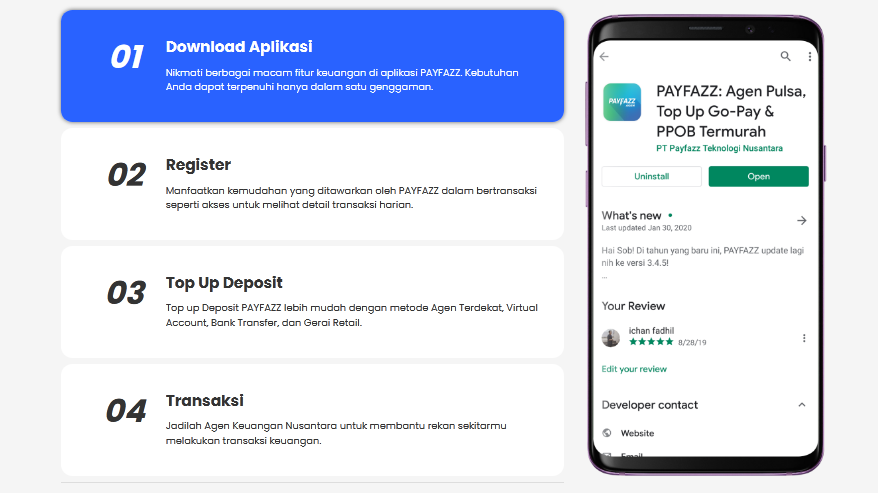 01
Download Aplikasi
Nikmati berbagai macam fitur keuangan di aplikasi PAYFAZZ. Kebutuhan
Anda dapat terpenuhi hanya dalam satu genggaman.
02
Register
Manfaatkan kemudahan yang ditawarkan oleh PAYFAZZ dalam bertransaksi
seperti akses untuk melihat detail transaksi harian.
03
Top Up Deposit
Top up Deposit PAYFAZZ lebih mudah dengan metode Agen Terdekat, Virtual
Account, Bank Transfer, dan Gerai Retail.
04
Transaksi
Jadilah Agen Keuangan Nusantara untuk membantu rekan sekitarmu
melakukan transaksi keuangan.
PAYFAZZ
PAYFAZZ: Agen Pulsa,
Top Up Go-Pay &
PPOB Termurah
PT Payfazz Teknologi Nusantara
Uninstall
Open
What's new
Last updated Jan 30, 2020
Hai Sob! Di tahun yang baru ini, PAYFAZZ update lagi
nih ke versi 3.4.5!
...
Your Review
ichan fadhil
8/28/19
Edit your review
Developer contact
Website
Email